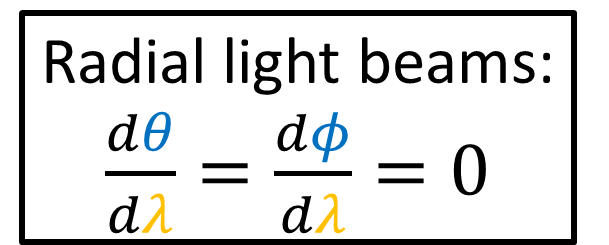 Radial light beams:
dθ/dλ = dϕ/dλ = 0